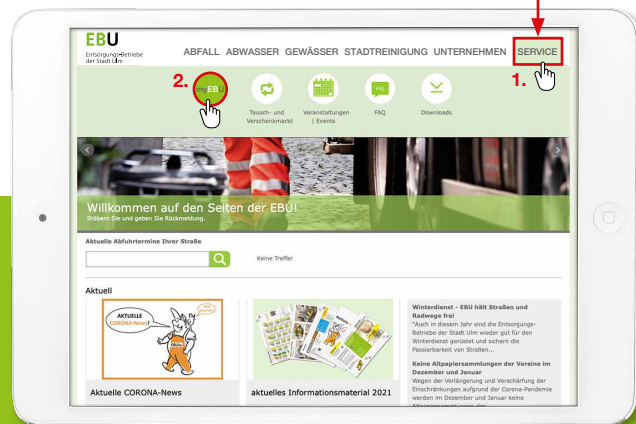 EBU
Entsorgungs-Betriebe
der Stadt Ulm
ABFALL ABWASSER GEWÄSSER STADTREINIGUNG UNTERNEHMEN SERVICE
1.
2.
myEBU
Tausch- und
Verschenkmarkt
Veranstaltungen
| Events
FAQ
FAQ
Downloads
Willkommen auf den Seiten der EBU!
Stöbern Sie und geben Sie Rückmeldung.
Aktuelle Abfuhrtermine Ihrer Straße
Keine Treffer
Aktuell
AKTUELLE
CORONA-News!
Aktuelle CORONA-News
aktuelles Informationsmaterial 2021
Winterdienst - EBU hält Straßen und
Radwege frei
"Auch in diesem Jahr sind die Entsorgungs-
Betriebe der Stadt Ulm wieder gut für den
Winterdienst gerüstet und sichern die
Passierbarkeit von Straßen...
Keine Altpapiersammlungen der Vereine im
Dezember und Januar
Wegen der Verlängerung und Verschärfung der
Einschränkungen aufgrund der Corona-Pandemie
werden im Dezember und Januar keine
Altpapiersammlungen der